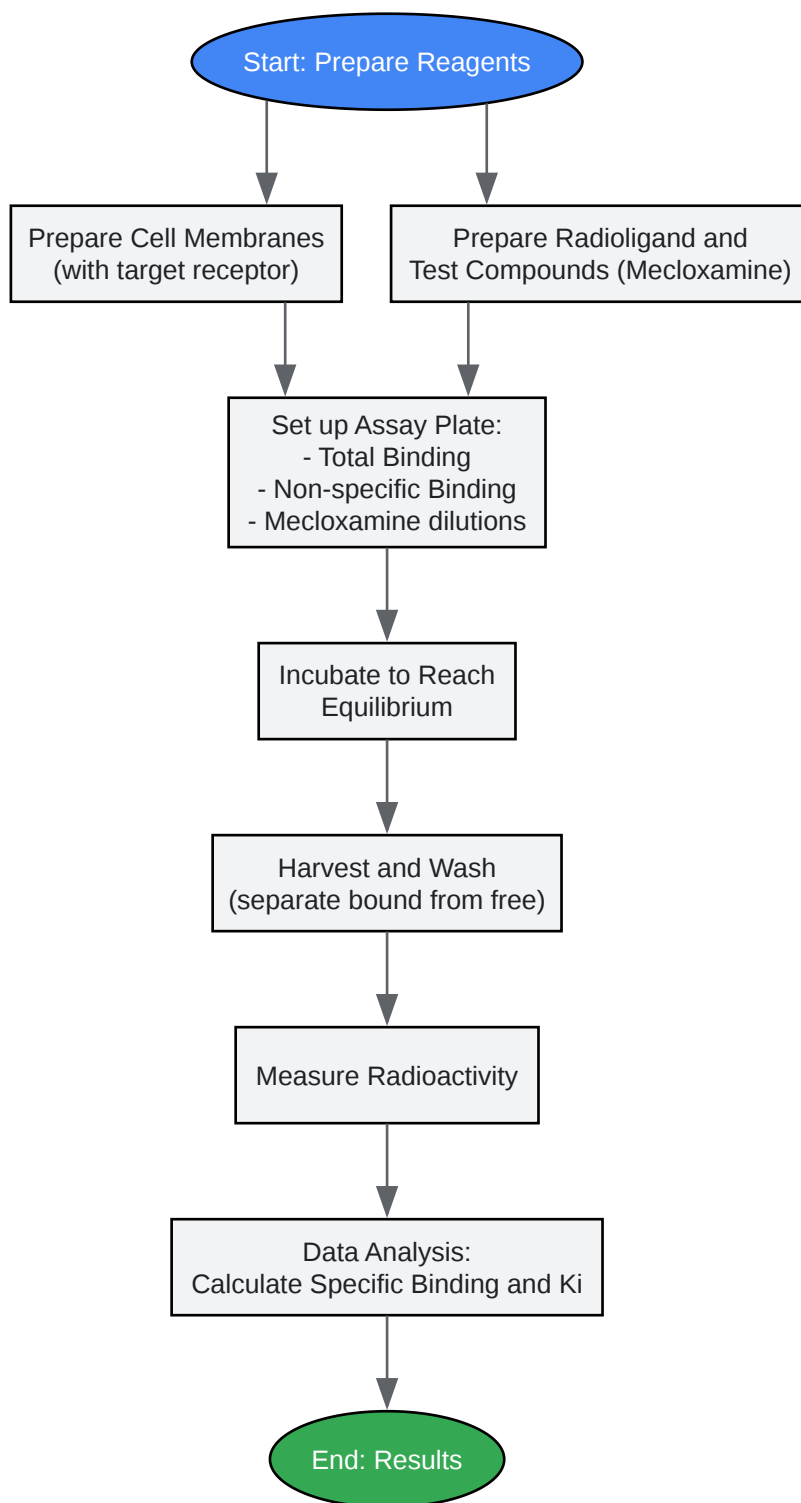 Start: Prepare Reagents
Prepare Cell Membranes
(with target receptor)
Prepare Radioligand and
Test Compounds (Mecloxamine)
Set up Assay Plate:
- Total Binding
- Non-specific Binding
- Mecloxamine dilutions
Incubate to Reach
Equilibrium
Harvest and Wash
(separate bound from free)
Measure Radioactivity
Data Analysis:
Calculate Specific Binding and Ki
End: Results